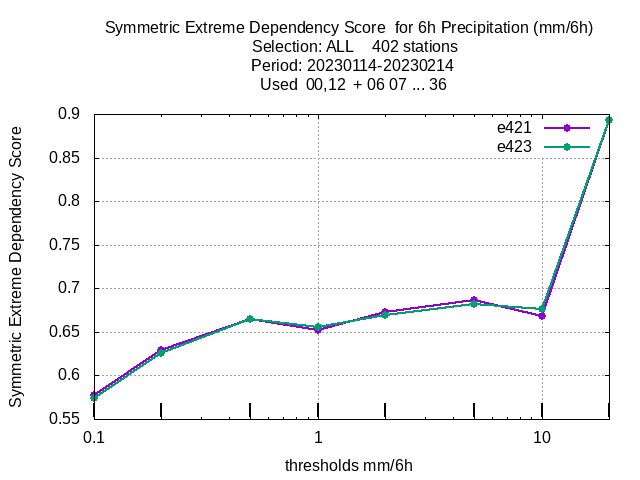 Symmetric Extreme Dependency Score  for 6h Precipitation (mm/6h)
Selection: ALL    402 stations
Period: 20230114-20230214
Used  00,12  + 06 07 ... 36
e421
e423
Symmetric Extreme Dependency Score
0.9
0.85
0.8
0.75
0.7
0.65
0.6
0.55
0.1 1 10
thresholds mm/6h